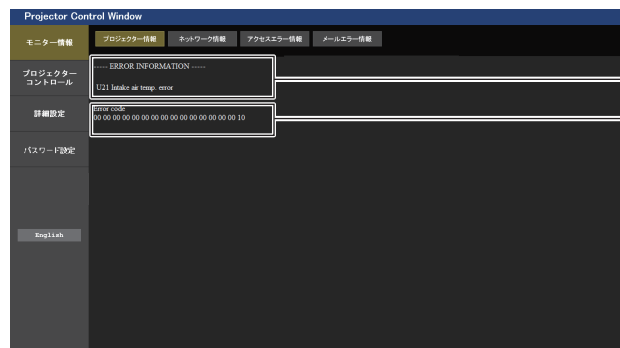 Projector Control Window
モニター情報
プロジェクター情報 ネットワーク情報 アクセスエラー情報 メールエラー情報
----- ERROR INFORMATION -----
U21 Intake air temp. error
プロジェクター
コントロール
Error code
00 00 00 00 00 00 00 00 00 00 00 00 00 00 00 10
詳細設定
パスワード設定
English